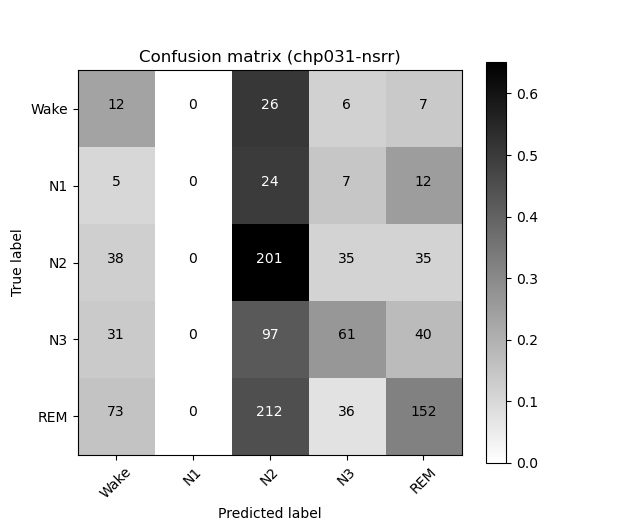 Confusion matrix (chp031-nsrr)
Wake 12 0 26 6 7
N1 5 0 24 7 12
N2 38 0 201 35 35
N3 31 0 97 61 40
REM 73 0 212 36 152
Wake N1 N2 N3 REM
Predicted label
True label
0.6
0.5
0.4
0.3
0.2
0.1
0.0